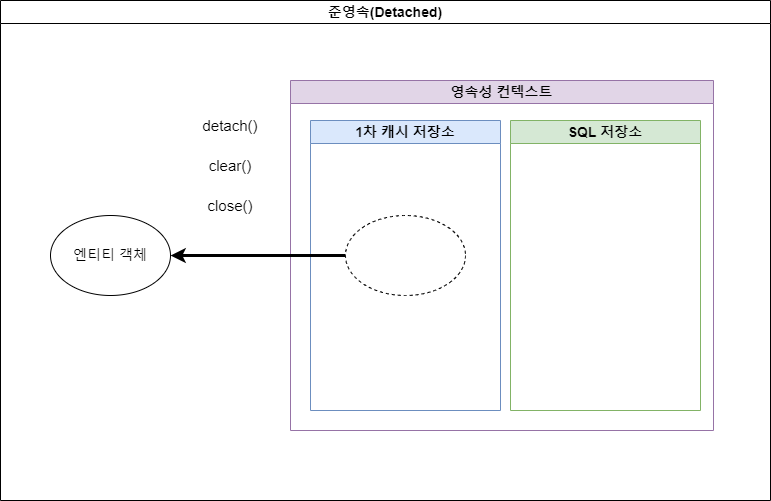 준영속(Detached)
영속성 컨텍스트
detach()
1차 캐시 저장소
SQL 저장소
clear()
close()
엔티티 객체